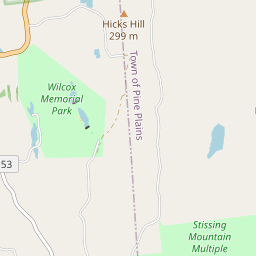 Hicks Hill
299 m
Town of Pine Plains
Wilcox
Memorial
Park
53
Stissing
Mountain
Multiple